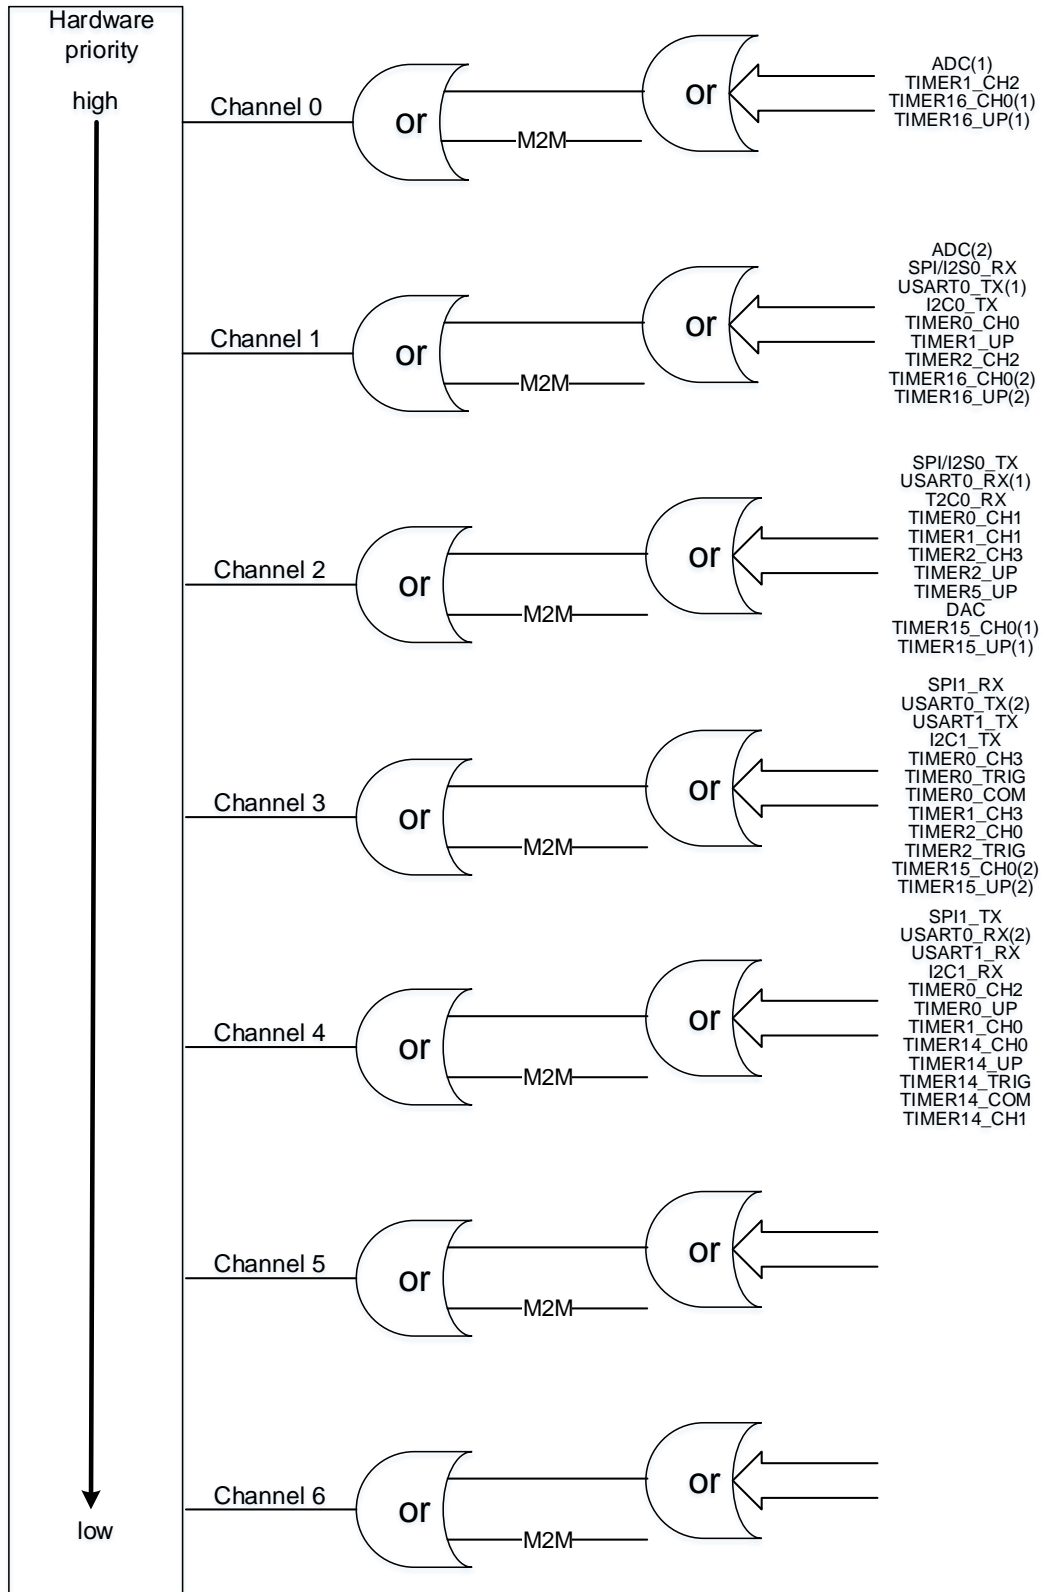 Hardware
priority
high
Channel 0
or
M2M
or
ADC(1)
TIMER1_CH2
TIMER16_CH0(1)
TIMER16_UP(1)
Channel 1
or
M2M
or
ADC(2)
SPI/I2S0_RX
USART0_TX(1)
I2C0_TX
TIMER0_CH0
TIMER1_UP
TIMER2_CH2
TIMER16_CH0(2)
TIMER16_UP(2)
Channel 2
or
M2M
or
SPI/I2S0_TX
USART0_RX(1)
T2C0_RX
TIMER0_CH1
TIMER1_CH1
TIMER2_CH3
TIMER2_UP
TIMER5_UP
DAC
TIMER15_CH0(1)
TIMER15_UP(1)
Channel 3
or
M2M
or
SPI1_RX
USART0_TX(2)
USART1_TX
I2C1_TX
TIMER0_CH3
TIMER0_TRIG
TIMER0_COM
TIMER1_CH3
TIMER2_CH0
TIMER2_TRIG
TIMER15_CH0(2)
TIMER15_UP(2)
Channel 4
or
M2M
or
SPI1_TX
USART0_RX(2)
USART1_RX
I2C1_RX
TIMER0_CH2
TIMER0_UP
TIMER1_CH0
TIMER14_CH0
TIMER14_UP
TIMER14_TRIG
TIMER14_COM
TIMER14_CH1
Channel 5
or
M2M
or
Channel 6
or
M2M
or
low